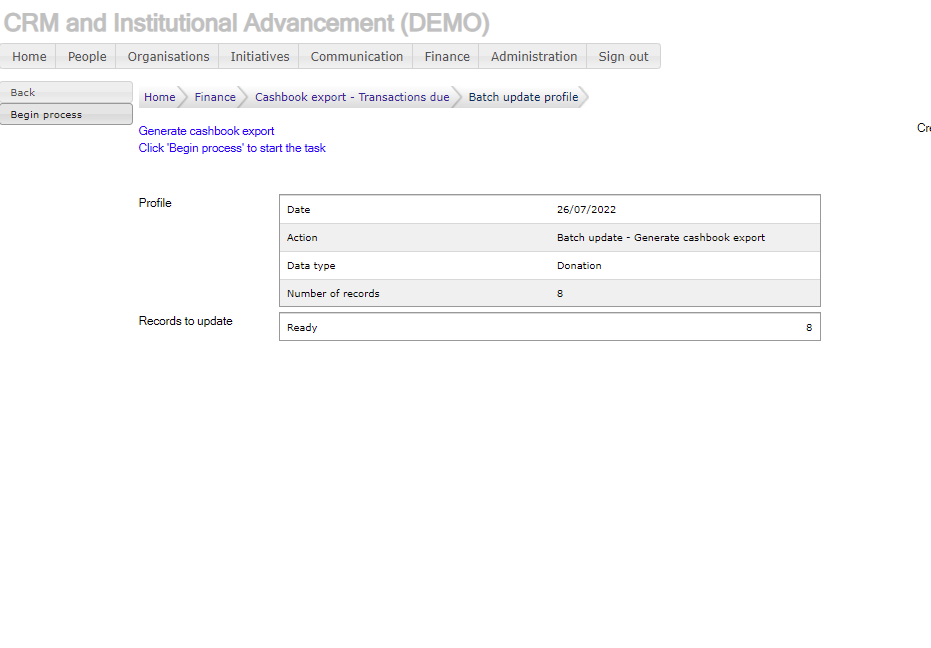 CRM and Institutional Advancement (DEMO)
Home People Organisations Initiatives Communication Finance Administration Sign out
Back
Begin process
Home Finance Cashbook export - Transactions due Batch update profile
Generate cashbook export
Click 'Begin process' to start the task
Cre
Profile
Date 26/07/2022
Action Batch update - Generate cashbook export
Data type Donation
Number of records 8
Records to update
Ready 8